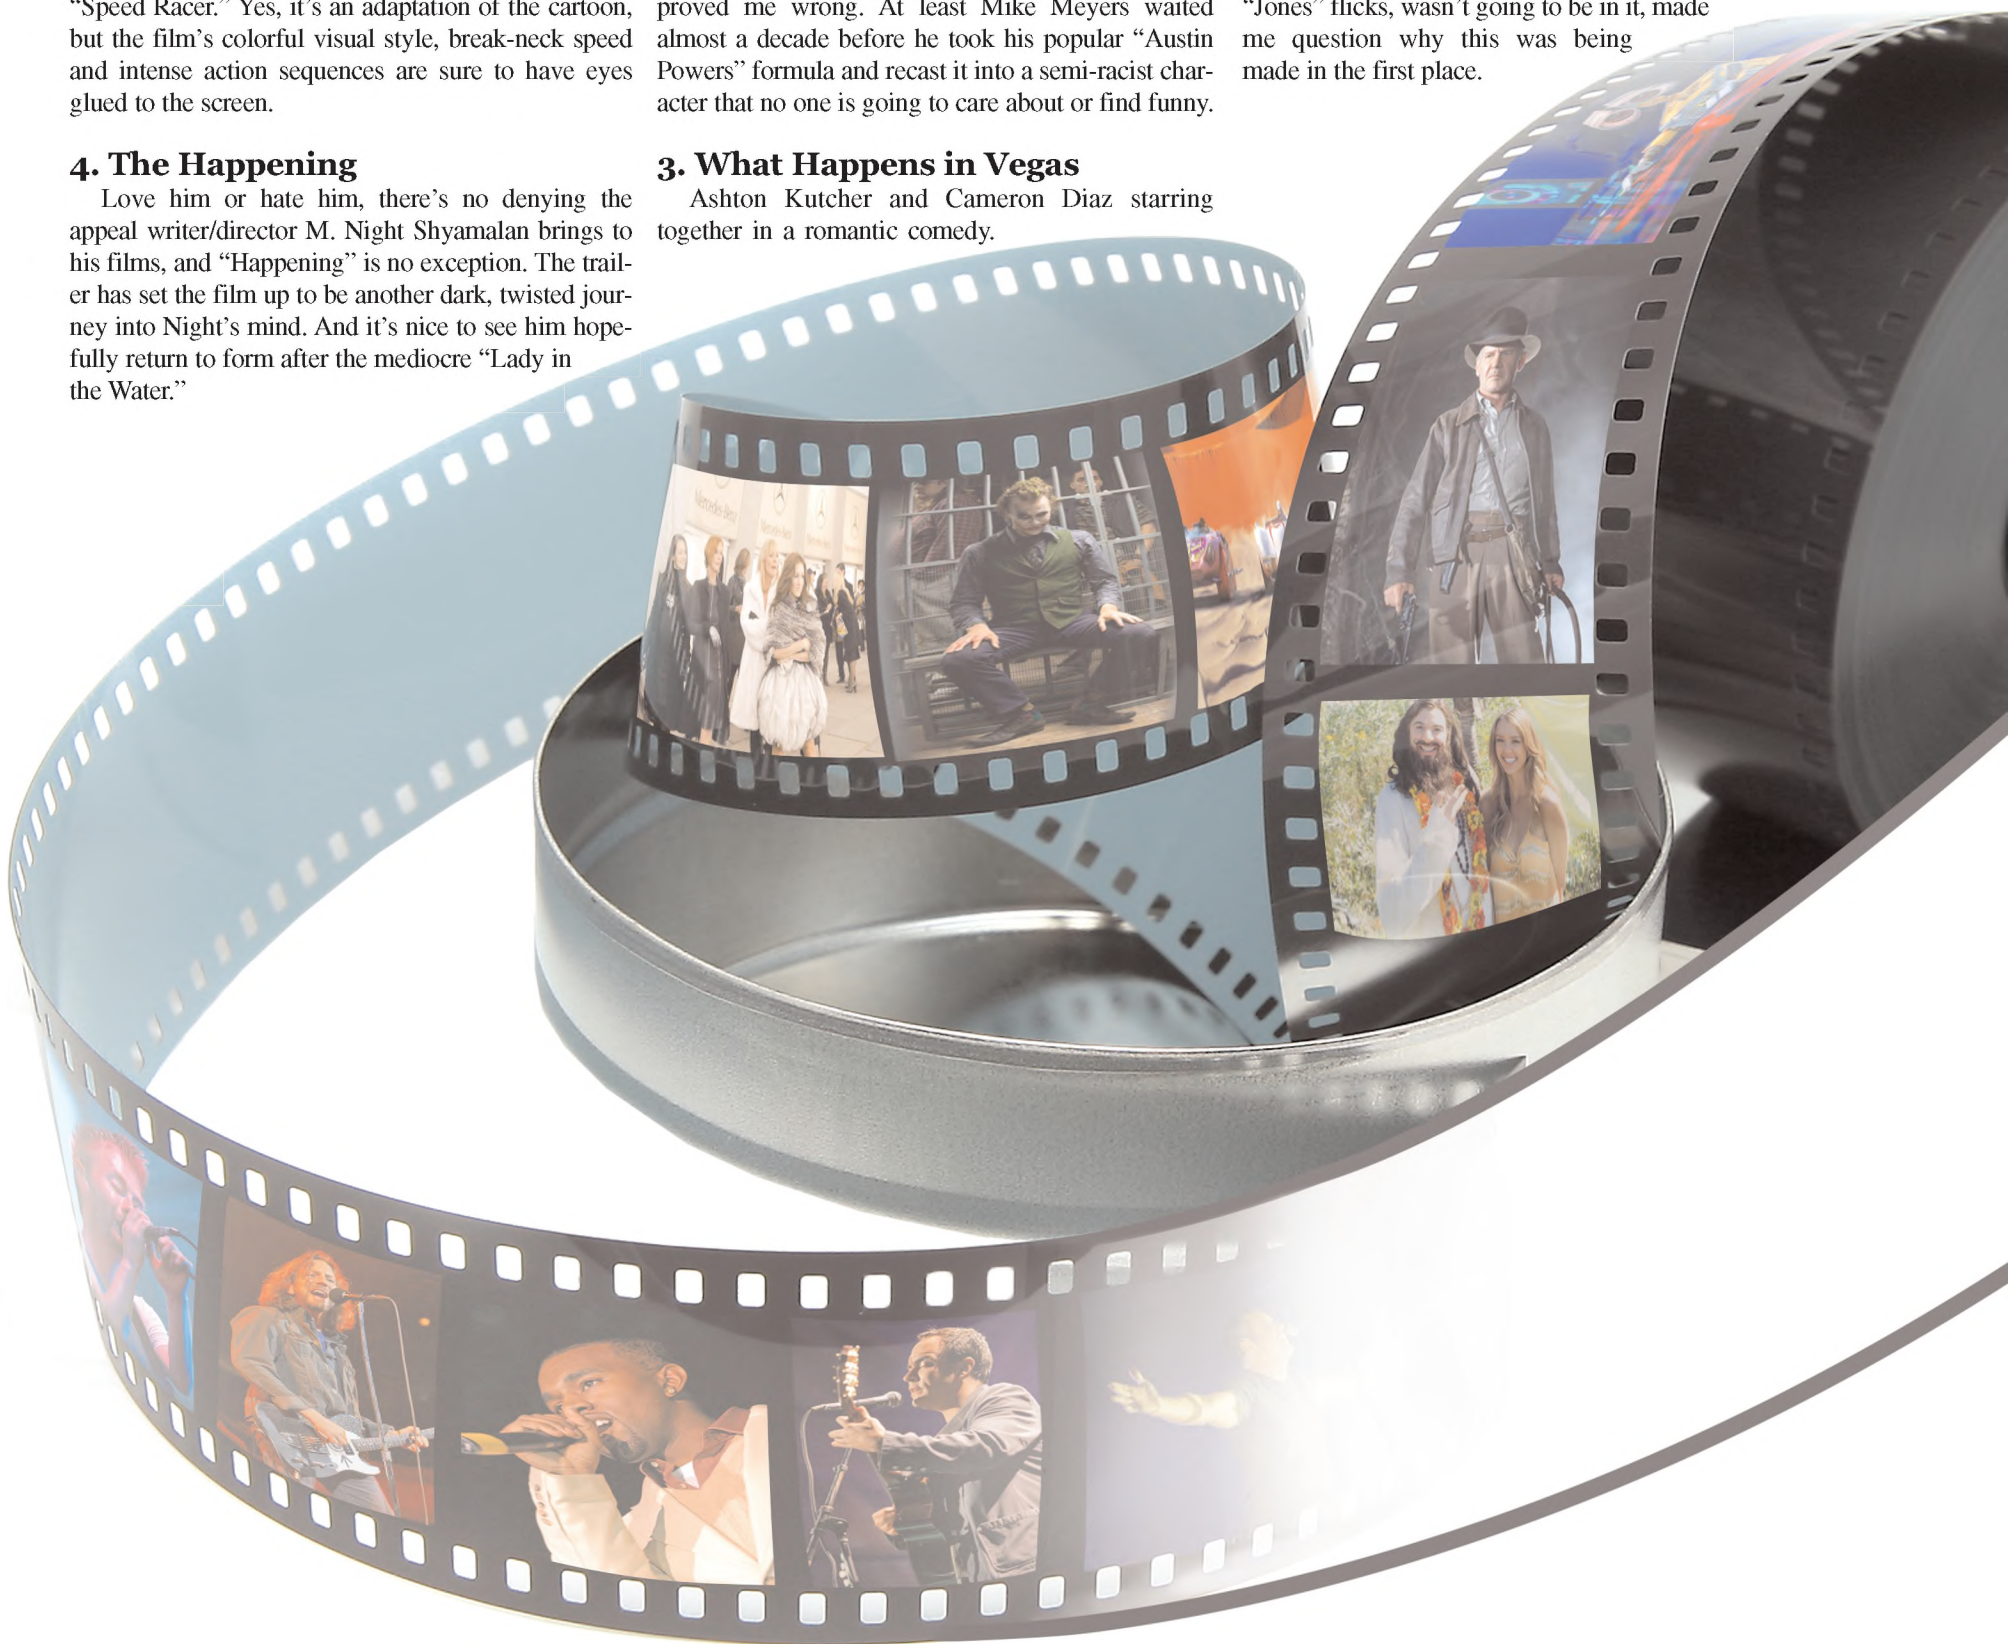 “Speed Racer.” Yes, it’s an adaptation of the cartoon,
but the film’s colorful visual style, break-neck speed
and intense action sequences are sure to have eyes
glued to the screen.
4. The Happening
Love him or hate him, there’s no denying the
appeal writer/director M. Night Shyamalan brings to
his films, and “Happening” is no exception. The trail-
er has set the film up to be another dark, twisted jour-
ney into Night’s mind. And it’s nice to see him hope-
fully return to form after the mediocre “Lady in
the Water.”
proved me wrong. At least Mike Meyers waited
almost a decade before he took his popular “Austin
Powers” formula and recast it into a semi-racist char-
acter that no one is going to care about or find funny.
3. What Happens in Vegas
Ashton Kutcher and Cameron Diaz starring
together in a romantic comedy.
“Jones” flicks, wasn’t going to be in it, made
me question why this was being
made in the first place.
Mercedes-Benz